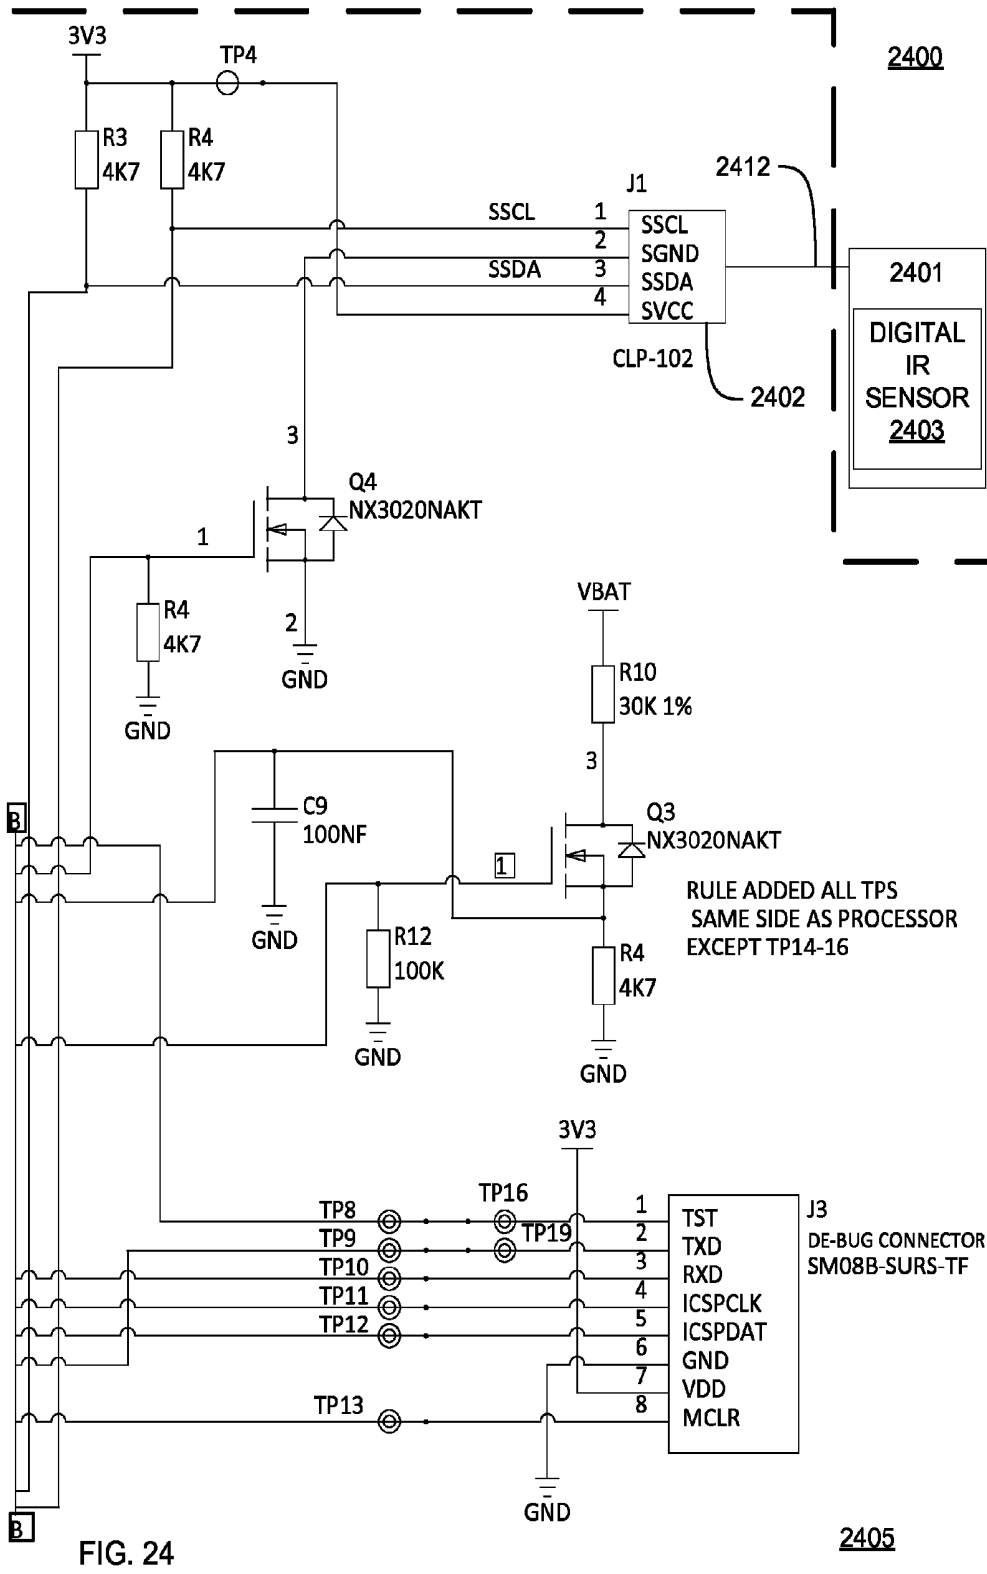 3V3
TP4
2400
R3
4K7
R4
4K7
2412
J1
SSCL
1
SSCL
2
SGND
SSDA
3
SSDA
4
SVCC
2401
DIGITAL
IR
SENSOR
2403
CLP-102
2402
3
Q4
NX3020NAKT
1
R4
4K7
2
GND
GND
VBAT
R10
30K 1%
3
B
C9
100NF
Q3
NX3020NAKT
1
RULE ADDED ALL TPS
SAME SIDE AS PROCESSOR
EXCEPT TP14-16
GND
R12
100K
R4
4K7
GND
GND
3V3
TP8
TP16
1
TST
J3
TP9
TP19
2
TXD
DE-BUG CONNECTOR
TP10
3
RXD
SM08B-SURS-TF
TP11
4
ICSPCLK
TP12
5
ICSPDAT
6
GND
7
VDD
TP13
8
MCLR
GND
B
FIG. 24
2405